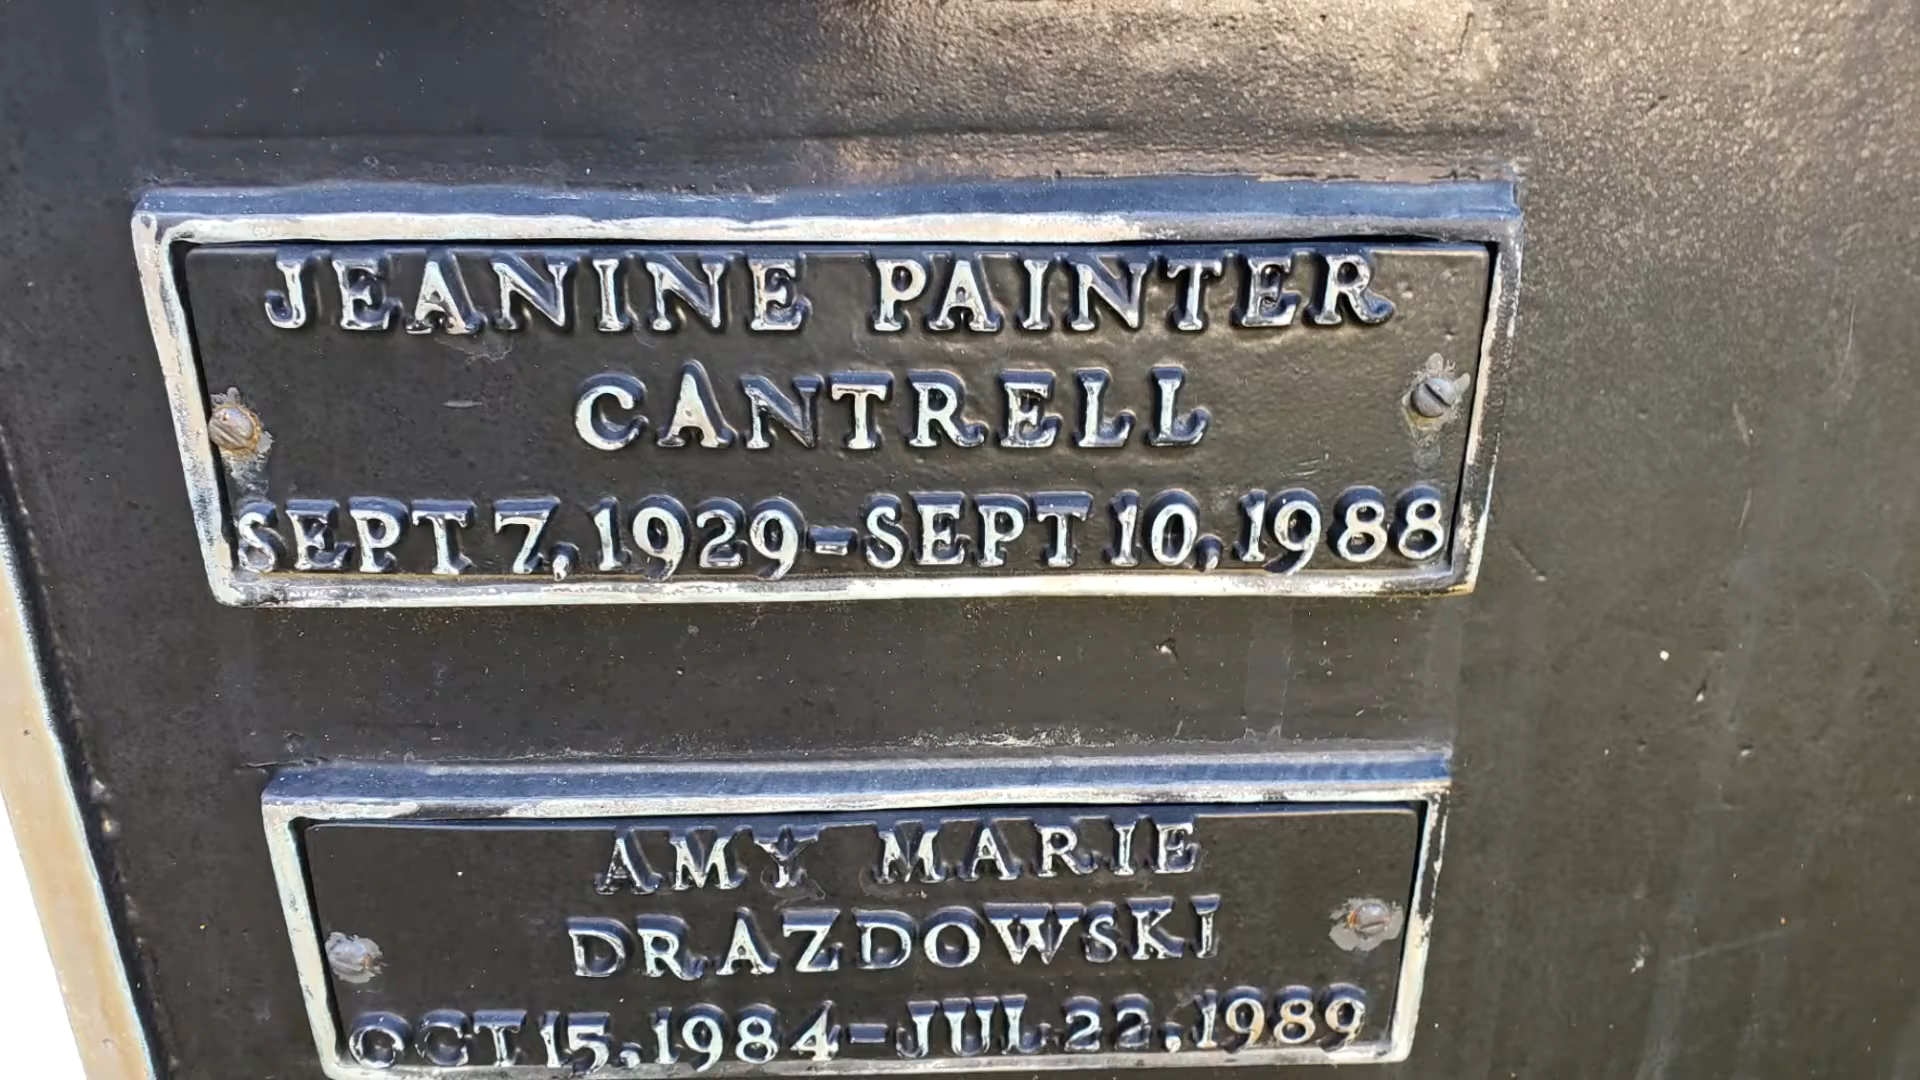 JEANINE PAINTER
CANTRELL
SEPT 7, 1929-SEPT 10, 1988
AMY MARIE
DRAZDOWSKI
OCT 15, 1984-JUL 22, 1989